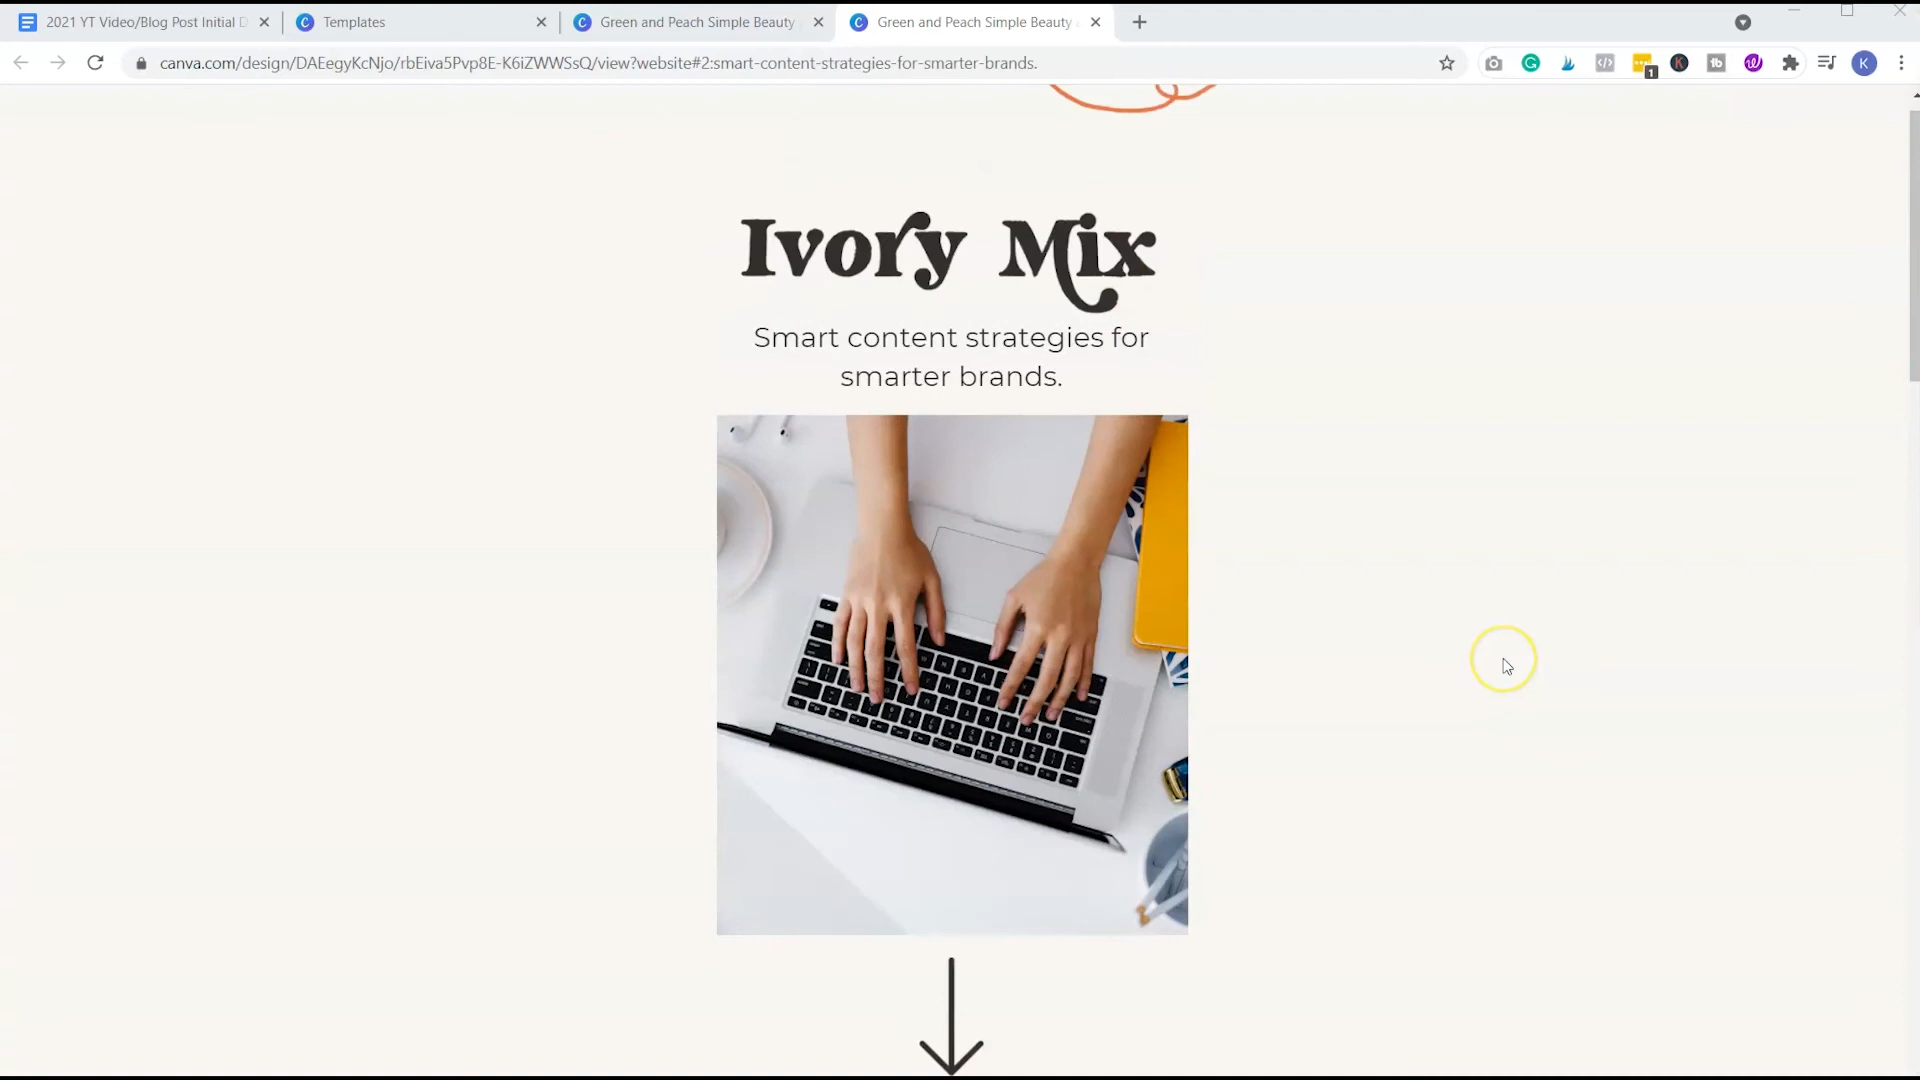 2021 YT Video/Blog Post Initial D
Templates
Green and Peach Simple Beauty
Green and Peach Simple Beauty
canva.com/design/DAEegyKcNjo/rbEiva5Pvp8E-K6iZWWSsQ/view?website#2:smart-content-strategies-for-smarter-brands.
1
K
tb
K
Ivory Mix
Smart content strategies for
smarter brands.